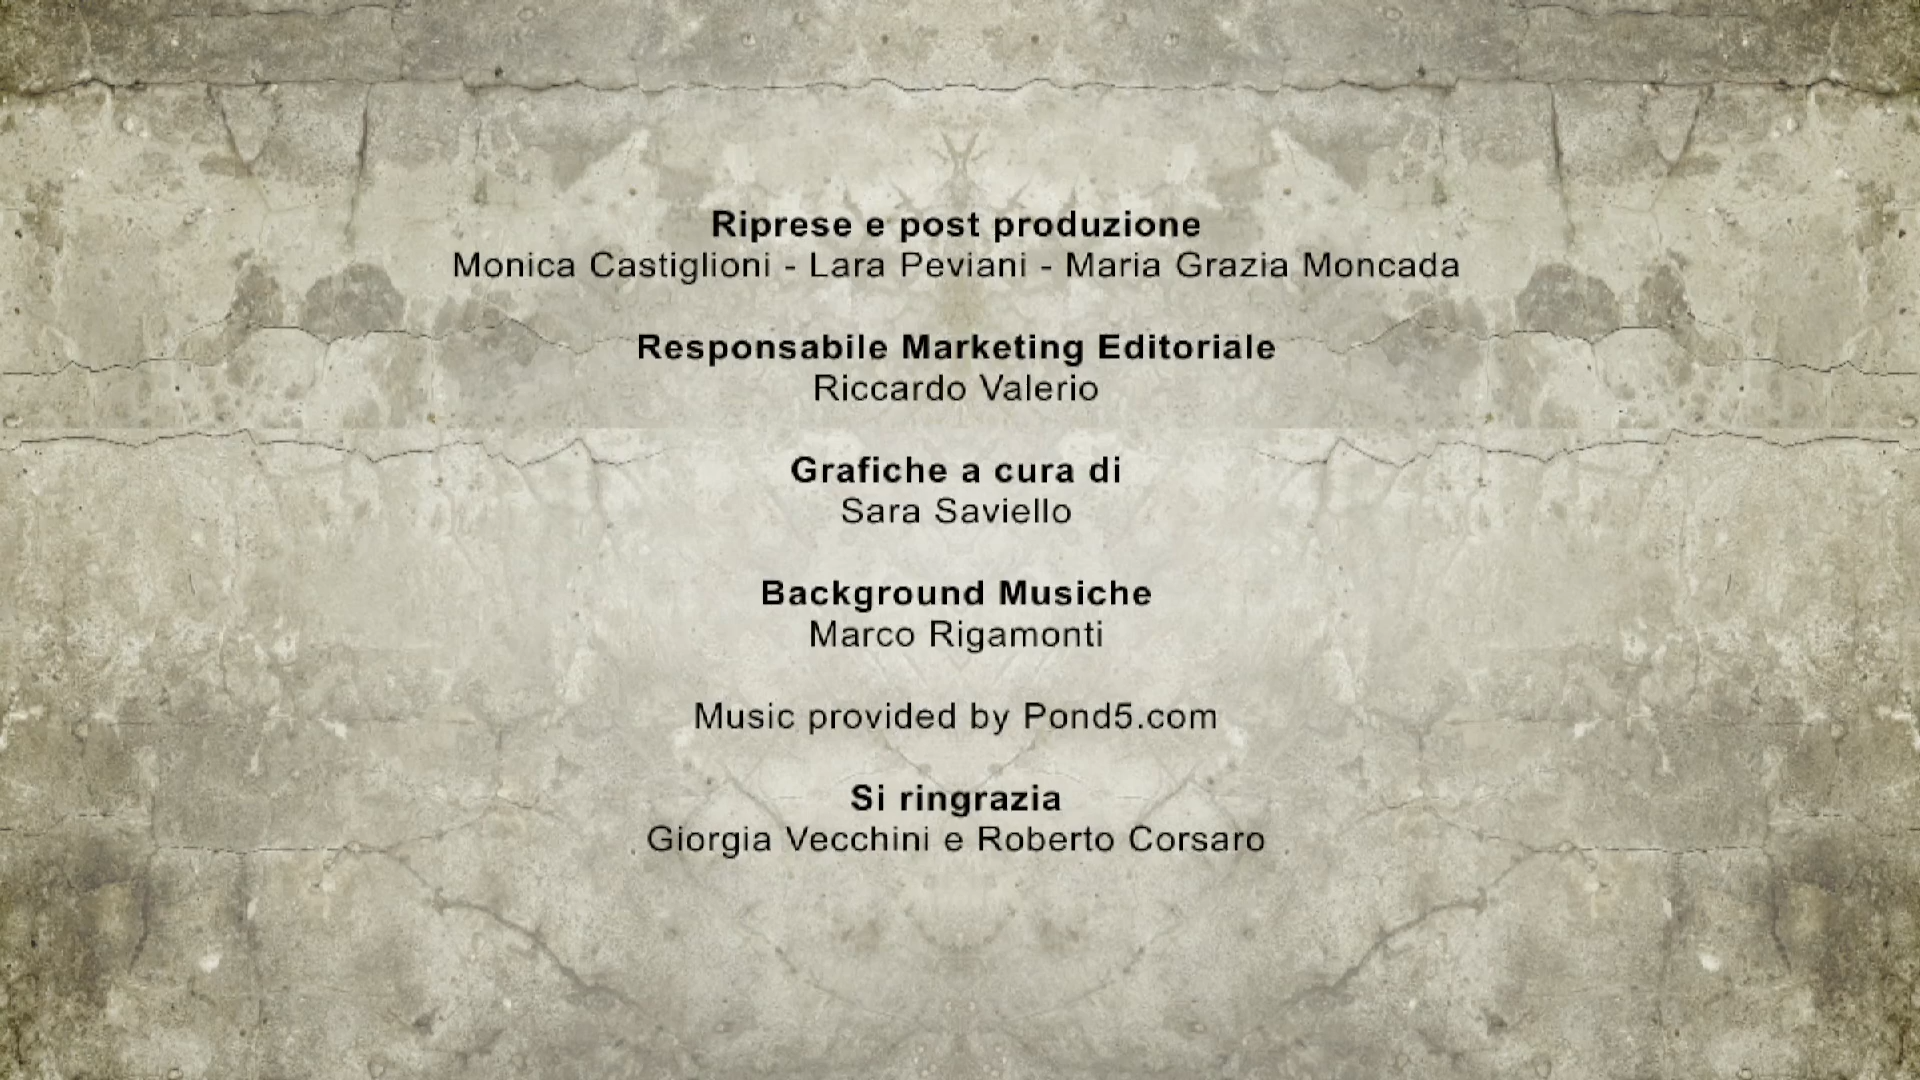 Riprese e post produzione
Monica Castiglioni - Lara Peviani - Maria Grazia Moncada
Responsabile Marketing Editoriale
Riccardo Valerio
Grafiche a cura di
Sara Saviello
Background Musiche
Marco Rigamonti
Music provided by Pond5.com
Si ringrazia
Giorgia Vecchini e Roberto Corsaro